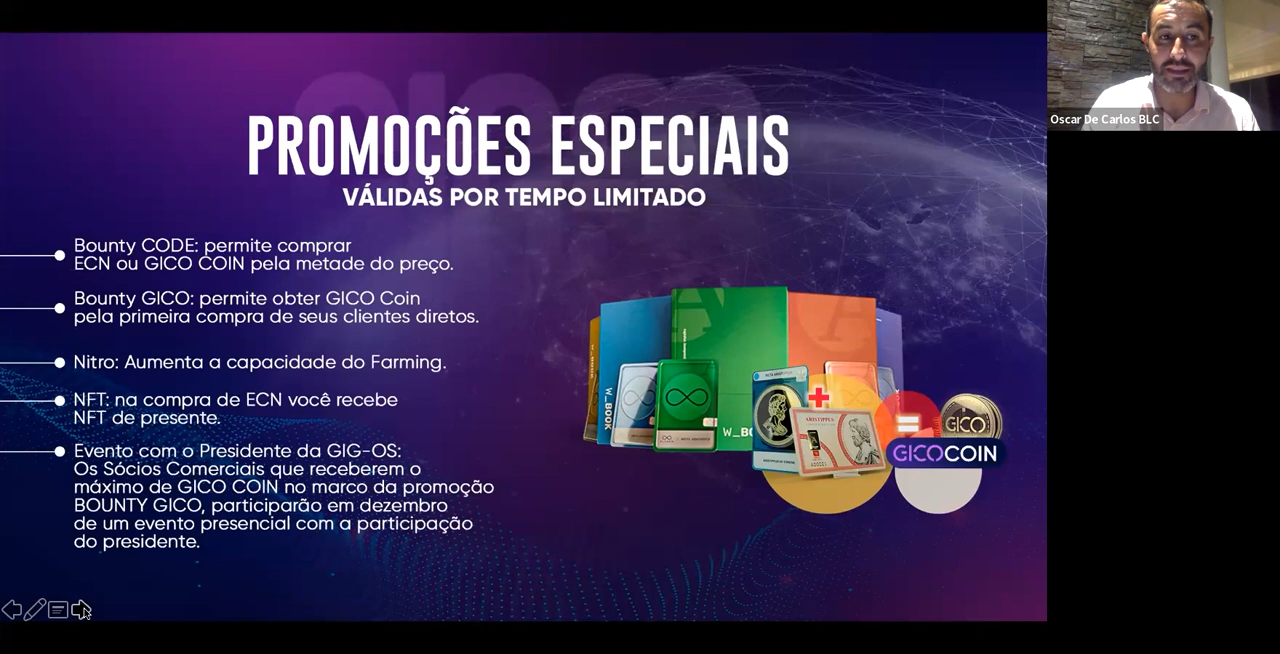 PROMOÇÕES ESPECIAIS
VÁLIDAS POR TEMPO LIMITADO
Bounty CODE: permite comprar
ECN ou GICO COIN pela metade do preço.
Bounty GICO: permite obter GICO Coin
pela primeira compra de seus clientes diretos.
Nitro: Aumenta a capacidade do Farming.
NFT: na compra de ECN você recebe
NFT de presente.
Evento com o Presidente da GIG-OS:
Os Sócios Comerciais que receberem o
máximo de GICO COIN no marco da promoção
BOUNTY GICO, participarão em dezembro
de um evento presencial com a participação
do presidente.
W_BOOK
ARISTIPPUS
+
=
GICO
GICOCOIN
Oscar De Carlos BLC